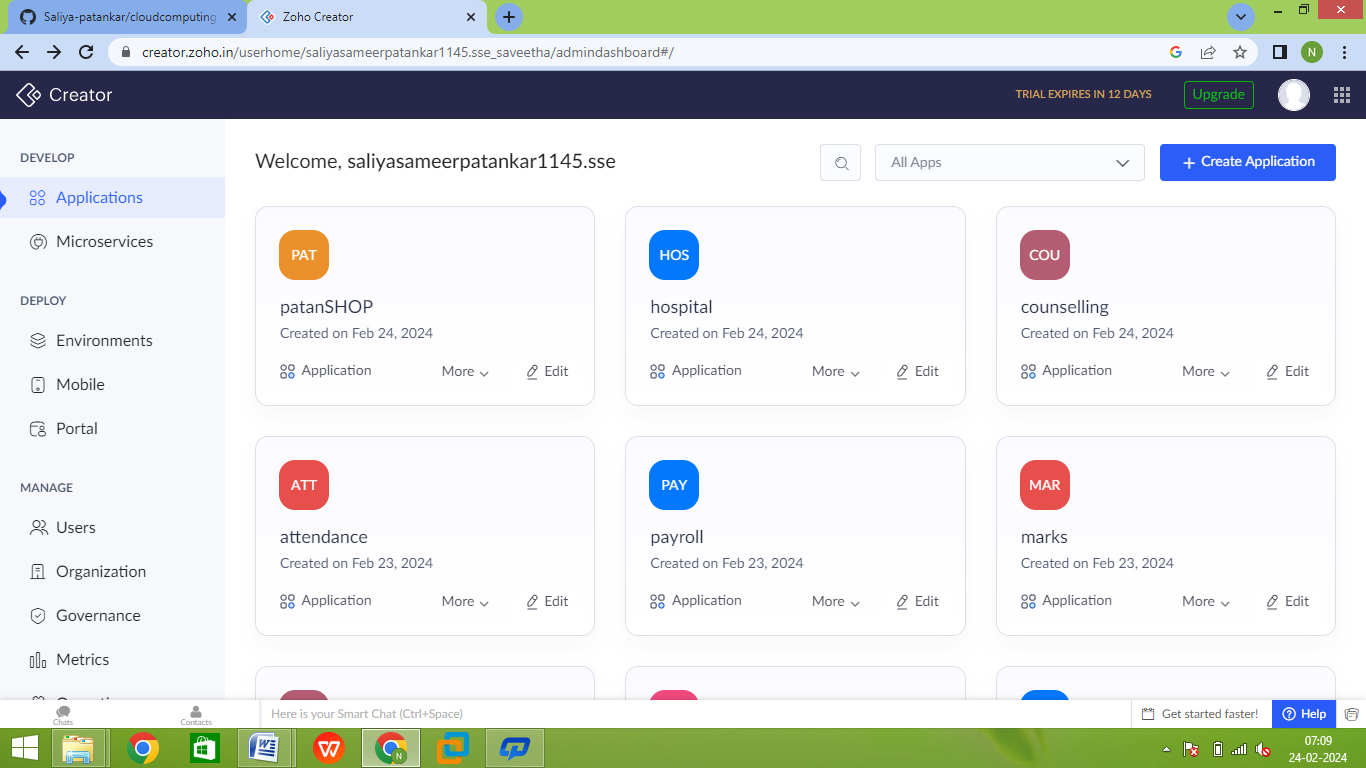 Saliya-patankar/cloudcomputing
Zoho Creator
creator.zoho.in/userhome/saliyasameerpatankar1145.sse_saveetha/admindashboard#/
N
Creator
TRIAL EXPIRES IN 12 DAYS
Upgrade
DEVELOP
Applications
Microservices
DEPLOY
Environments
Mobile
Portal
MANAGE
Users
Organization
Governance
Metrics
Welcome, saliyasameerpatankar1145.sse
All Apps
+ Create Application
PAT
patanSHOP
Created on Feb 24, 2024
Application More Edit
HOS
hospital
Created on Feb 24, 2024
Application More Edit
COU
counselling
Created on Feb 24, 2024
Application More Edit
ATT
attendance
Created on Feb 23, 2024
Application More Edit
PAY
payroll
Created on Feb 23, 2024
Application More Edit
MAR
marks
Created on Feb 23, 2024
Application More Edit
Chats
Contacts
Here is your Smart Chat (Ctrl+Space)
Get started faster!
Help
N
07:09
24-02-2024